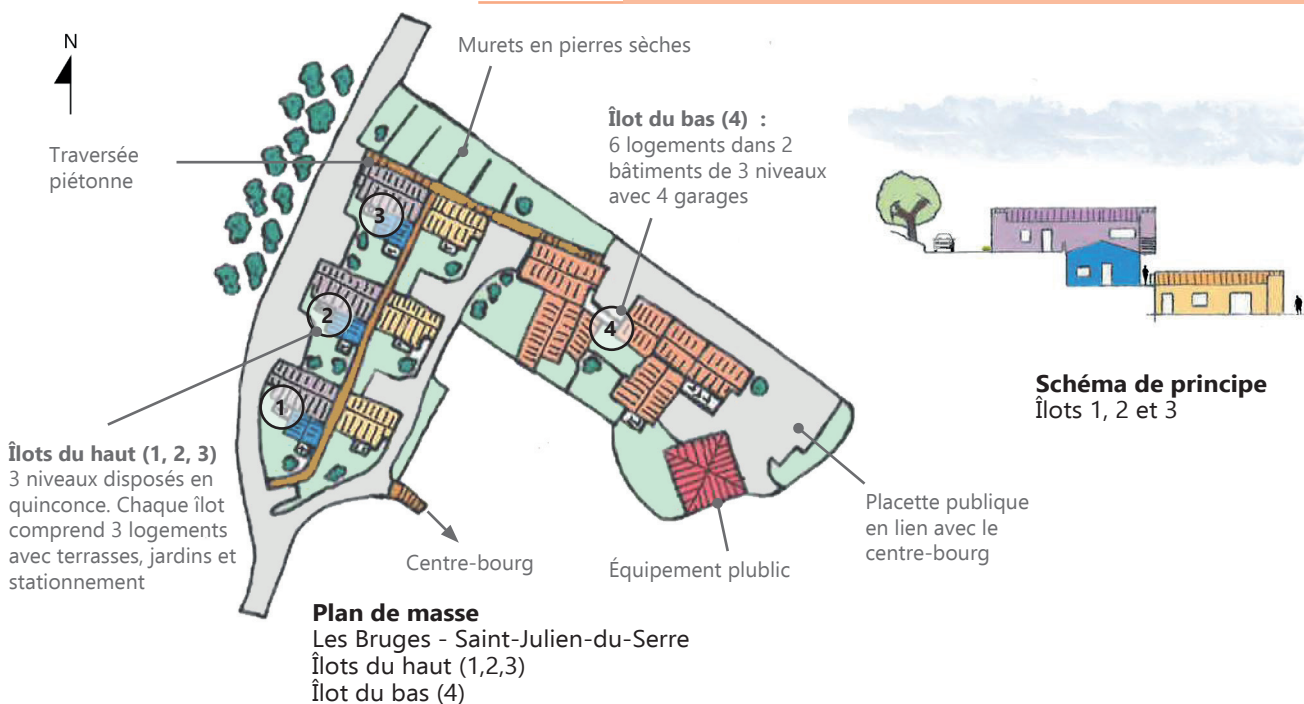 N
Murets en pierres sèches
Traversée
piétonne
Îlot du bas (4) :
6 logements dans 2
bâtiments de 3 niveaux
avec 4 garages
3
2
1
4
Schéma de principe
Îlots 1, 2 et 3
Îlots du haut (1, 2, 3)
3 niveaux disposés en
quinconce. Chaque îlot
comprend 3 logements
avec terrasses, jardins et
stationnement
Centre-bourg
Équipement plublic
Placette publique
en lien avec le
centre-bourg
Plan de masse
Les Bruges - Saint-Julien-du-Serre
Îlots du haut (1,2,3)
Îlot du bas (4)